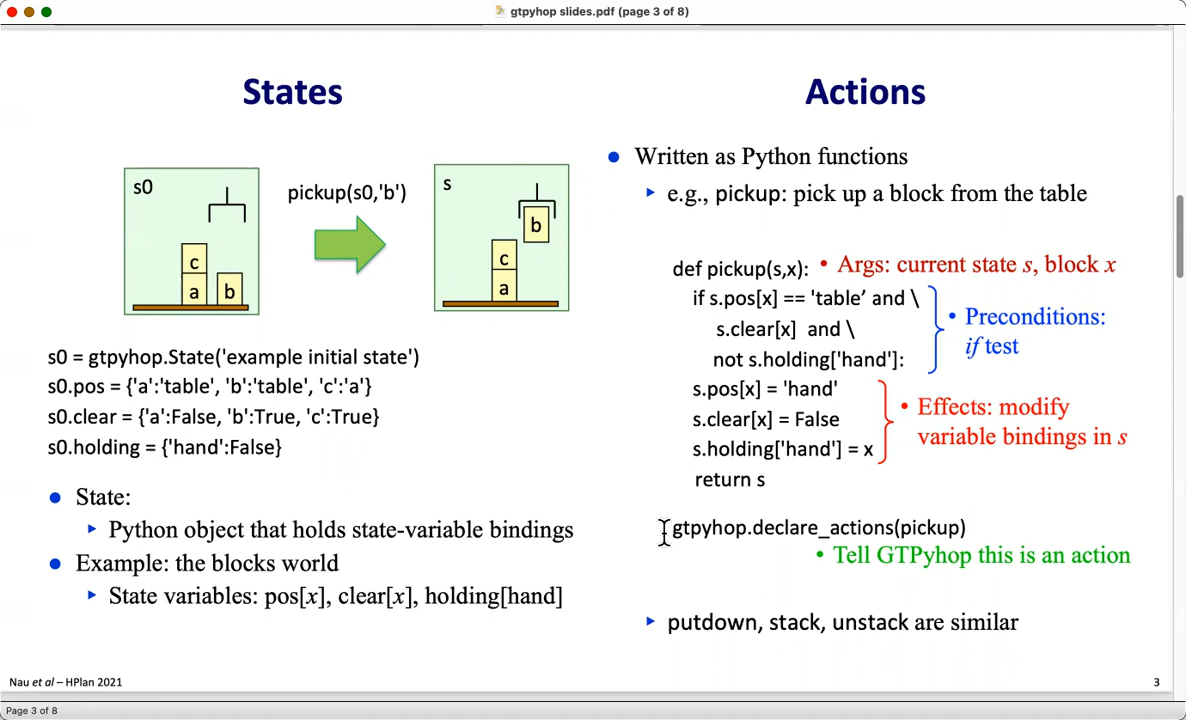 gtpyhop slides.pdf (page 3 of 8)
States
s0
c
a
b
pickup(s0,'b')
s
b
c
a
s0 = gtpyhop.State('example initial state')
s0.pos = {'a':'table', 'b':'table', 'c':'a'}
s0.clear = {'a':False, 'b':True, 'c':True}
s0.holding = {'hand':False}
● State:
▸ Python object that holds state-variable bindings
● Example: the blocks world
▸ State variables: pos[x], clear[x], holding[hand]
Actions
● Written as Python functions
▸ e.g., pickup: pick up a block from the table
def pickup(s,x):
• Args: current state s, block x
if s.pos[x] == 'table’ and \
s.clear[x] and \
not s.holding['hand']:
• Preconditions:
if test
s.pos[x] = 'hand'
s.clear[x] = False
s.holding['hand'] = x
• Effects: modify
variable bindings in s
return s
gtpyhop.declare_actions(pickup)
• Tell GTPyhop this is an action
▸ putdown, stack, unstack are similar
Nau et al – HPlan 2021
3
Page 3 of 8